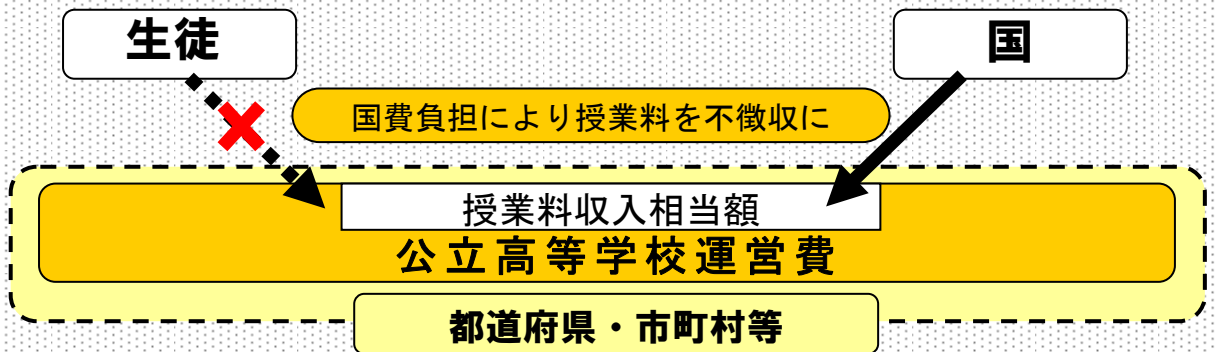 生徒
国
国費負担により授業料を不徴収に
授業料収入相当額
公立高等学校運営費
都道府県・市町村等